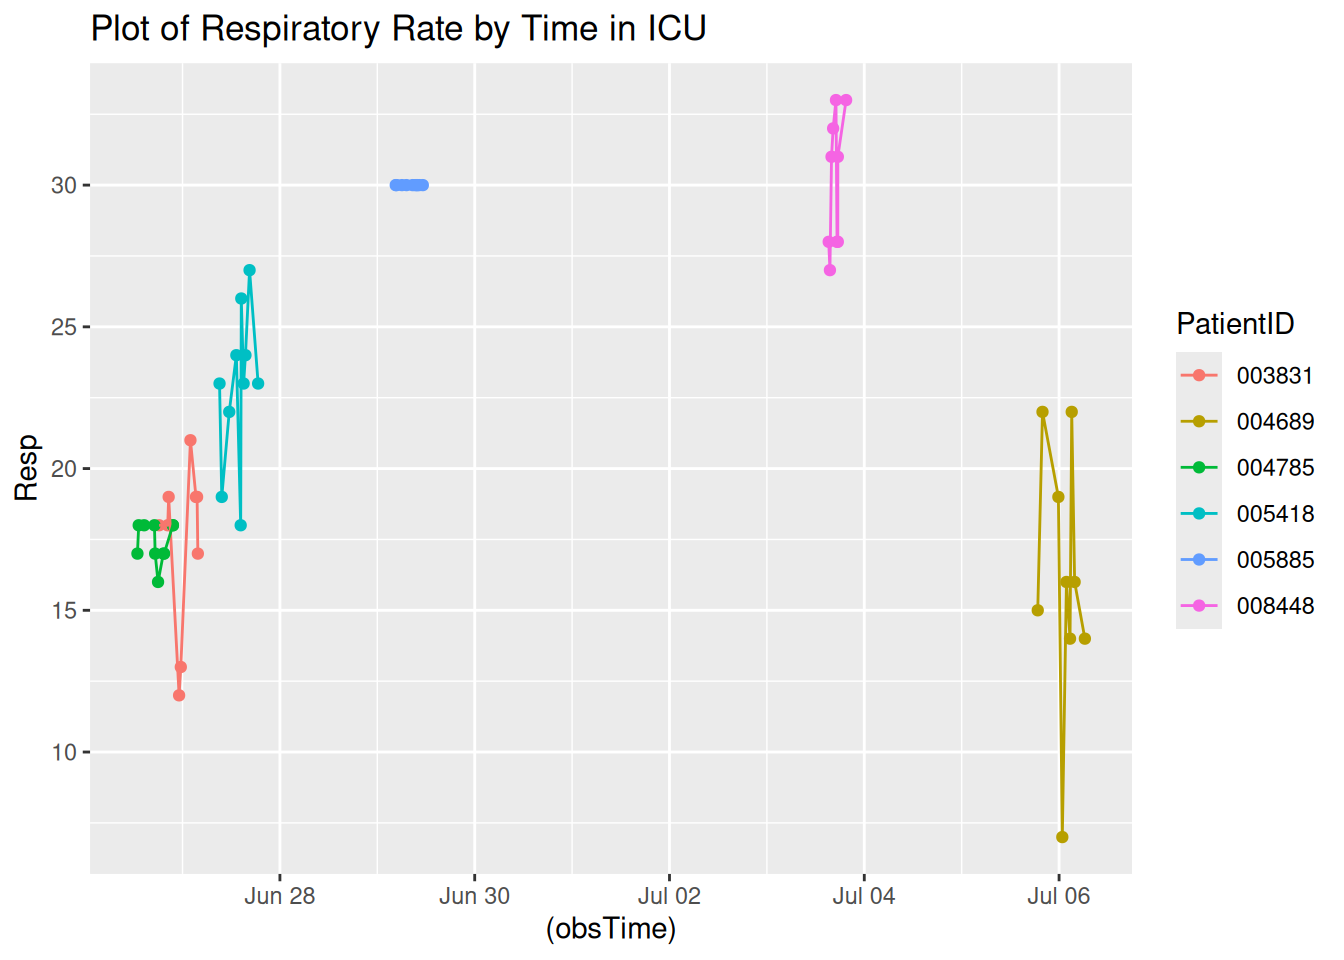 Plot of Respiratory Rate by Time in ICU
Resp
30
25
20
15
10
Jun 28
Jun 30
Jul 02
Jul 04
Jul 06
(obsTime)
PatientID
003831
004689
004785
005418
005885
008448